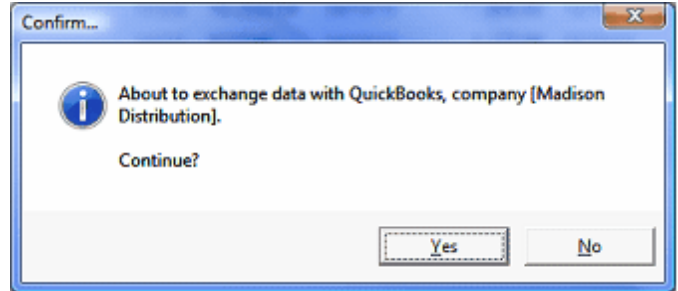 Confirm...
About to exchange data with QuickBooks, company [Madison
Distribution].
Continue?
Yes
No